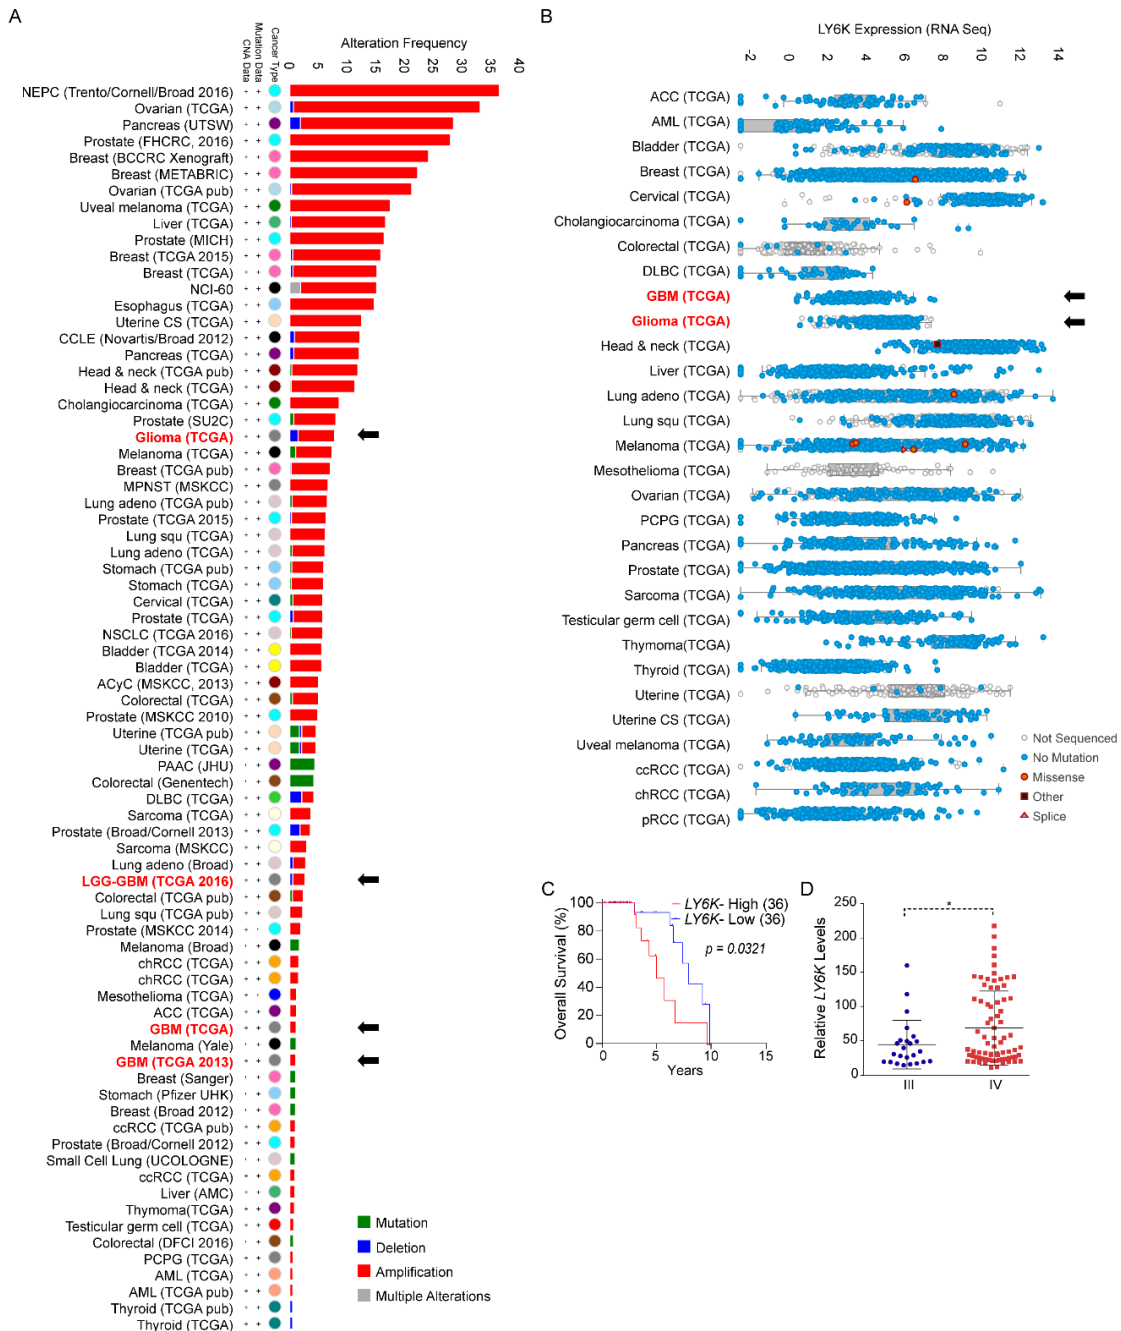 A
Alteration Frequency
CNA Data
Mutation Data
Cancer Type
0 5 10 15 20 25 30 35 40
NEPC (Trento/Cornell/Broad 2016)
Ovarian (TCGA)
Pancreas (UTSW)
Prostate (FHCRC, 2016)
Breast (BCCRC Xenograft)
Breast (METABRIC)
Ovarian (TCGA pub)
Uveal melanoma (TCGA)
Liver (TCGA)
Prostate (MICH)
Breast (TCGA 2015)
Breast (TCGA)
NCI-60
Esophagus (TCGA)
Uterine CS (TCGA)
CCLE (Novartis/Broad 2012)
Pancreas (TCGA)
Head & neck (TCGA pub)
Head & neck (TCGA)
Cholangiocarcinoma (TCGA)
Prostate (SU2C)
Glioma (TCGA)
Melanoma (TCGA)
Breast (TCGA pub)
MPNST (MSKCC)
Lung adeno (TCGA pub)
Prostate (TCGA 2015)
Lung squ (TCGA)
Lung adeno (TCGA)
Stomach (TCGA pub)
Stomach (TCGA)
Cervical (TCGA)
Prostate (TCGA)
NSCLC (TCGA 2016)
Bladder (TCGA 2014)
Bladder (TCGA)
ACyC (MSKCC, 2013)
Colorectal (TCGA)
Prostate (MSKCC 2010)
Uterine (TCGA pub)
Uterine (TCGA)
PAAC (JHU)
Colorectal (Genentech)
DLBC (TCGA)
Sarcoma (TCGA)
Prostate (Broad/Cornell 2013)
Sarcoma (MSKCC)
Lung adeno (Broad)
LGG-GBM (TCGA 2016)
Colorectal (TCGA pub)
Lung squ (TCGA pub)
Prostate (MSKCC 2014)
Melanoma (Broad)
chRCC (TCGA)
chRCC (TCGA)
Mesothelioma (TCGA)
ACC (TCGA)
GBM (TCGA)
Melanoma (Yale)
GBM (TCGA 2013)
Breast (Sanger)
Stomach (Pfizer UHK)
Breast (Broad 2012)
ccRCC (TCGA pub)
Prostate (Broad/Cornell 2012)
Small Cell Lung (UCOLOGNE)
ccRCC (TCGA)
Liver (AMC)
Thymoma(TCGA)
Testicular germ cell (TCGA)
Colorectal (DFCI 2016)
PCPG (TCGA)
AML (TCGA)
AML (TCGA pub)
Thyroid (TCGA pub)
Thyroid (TCGA)
Mutation
Deletion
Amplification
Multiple Alterations
B
LY6K Expression (RNA Seq)
-2 0 2 4 6 8 10 12 14
ACC (TCGA)
AML (TCGA)
Bladder (TCGA)
Breast (TCGA)
Cervical (TCGA)
Cholangiocarcinoma (TCGA)
Colorectal (TCGA)
DLBC (TCGA)
GBM (TCGA)
Glioma (TCGA)
Head & neck (TCGA)
Liver (TCGA)
Lung adeno (TCGA)
Lung squ (TCGA)
Melanoma (TCGA)
Mesothelioma (TCGA)
Ovarian (TCGA)
PCPG (TCGA)
Pancreas (TCGA)
Prostate (TCGA)
Sarcoma (TCGA)
Testicular germ cell (TCGA)
Thymoma(TCGA)
Thyroid (TCGA)
Uterine (TCGA)
Uterine CS (TCGA)
Uveal melanoma (TCGA)
ccRCC (TCGA)
chRCC (TCGA)
pRCC (TCGA)
Not Sequenced
No Mutation
Missense
Other
Splice
C
Overall Survival (%)
100
80
60
40
20
0
0 5 10 15
Years
LY6K- High (36)
LY6K- Low (36)
p = 0.0321
D
Relative LY6K Levels
250
200
150
100
50
0
*
III IV